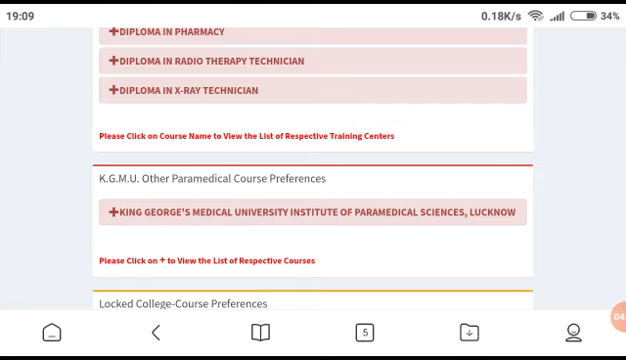 19:09 0.18K/s 34%
+DIPLOMA IN PHARMACY
+DIPLOMA IN RADIO THERAPY TECHNICIAN
+DIPLOMA IN X-RAY TECHNICIAN
Please Click on Course Name to View the List of Respective Training Centers
K.G.M.U. Other Paramedical Course Preferences
+KING GEORGE'S MEDICAL UNIVERSITY INSTITUTE OF PARAMEDICAL SCIENCES, LUCKNOW
Please Click on + to View the List of Respective Courses
Locked College-Course Preferences
04
5